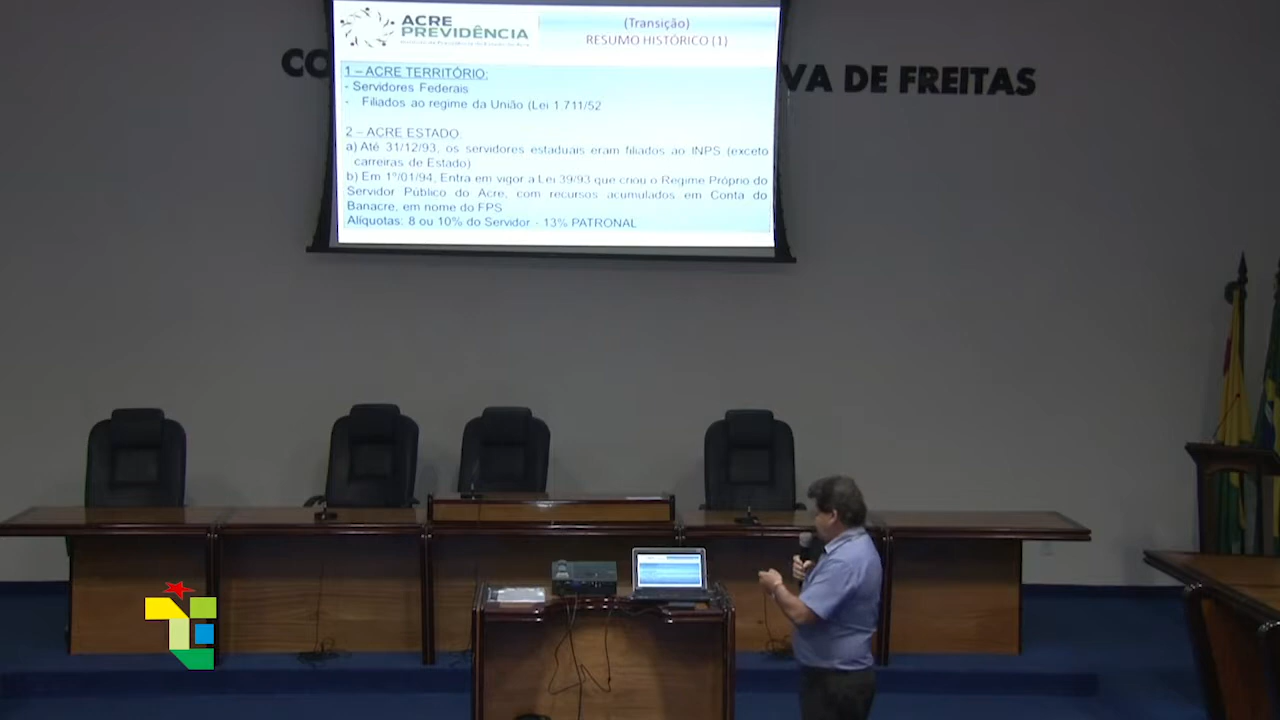 ACRE
PREVIDÊNCIA
(Transição)
RESUMO HISTÓRICO (1)
CO
VA DE FREITAS
1 – ACRE TERRITÓRIO:
- Servidores Federais
- Filiados ao regime da União (Lei 1.711/52
2 – ACRE ESTADO
a) Até 31/12/93, os servidores estaduais eram filiados ao INPS (exceto
carreiras de Estado)
b) Em 1º/01/94, Entra em vigor a Lei 39/93 que criou o Regime Próprio do
Servidor Público do Acre, com recursos acumulados em Conta do
Banacre, em nome do FPS
Alíquotas: 8 ou 10% do Servidor - 13% PATRONAL